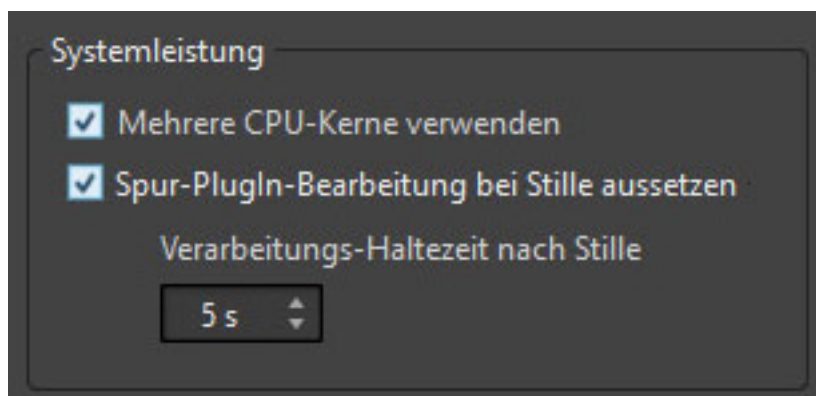 Systemleistung
Mehrere CPU-Kerne verwenden
Spur-PlugIn-Bearbeitung bei Stille aussetzen
Verarbeitungs-Haltezeit nach Stille
5 s